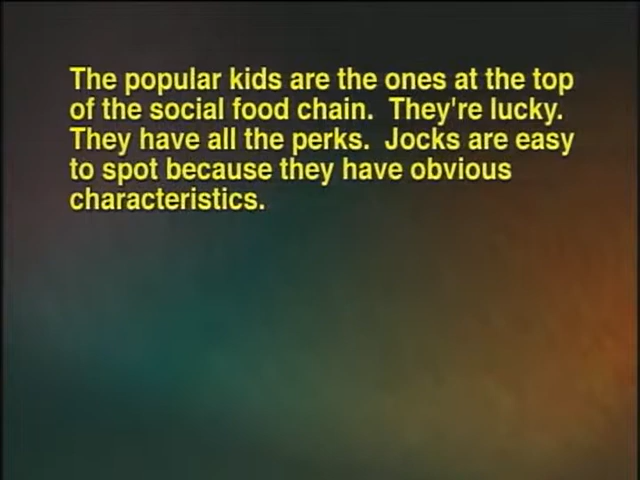 The popular kids are the ones at the top
of the social food chain.  They're lucky.
They have all the perks.  Jocks are easy
to spot because they have obvious
characteristics.